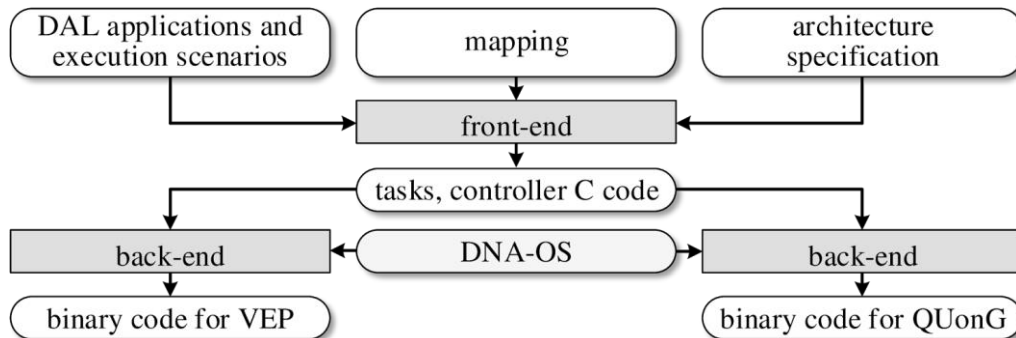 DAL applications and
execution scenarios
mapping
architecture
specification
front-end
tasks, controller C code
back-end
DNA-OS
back-end
binary code for VEP
binary code for QUonG